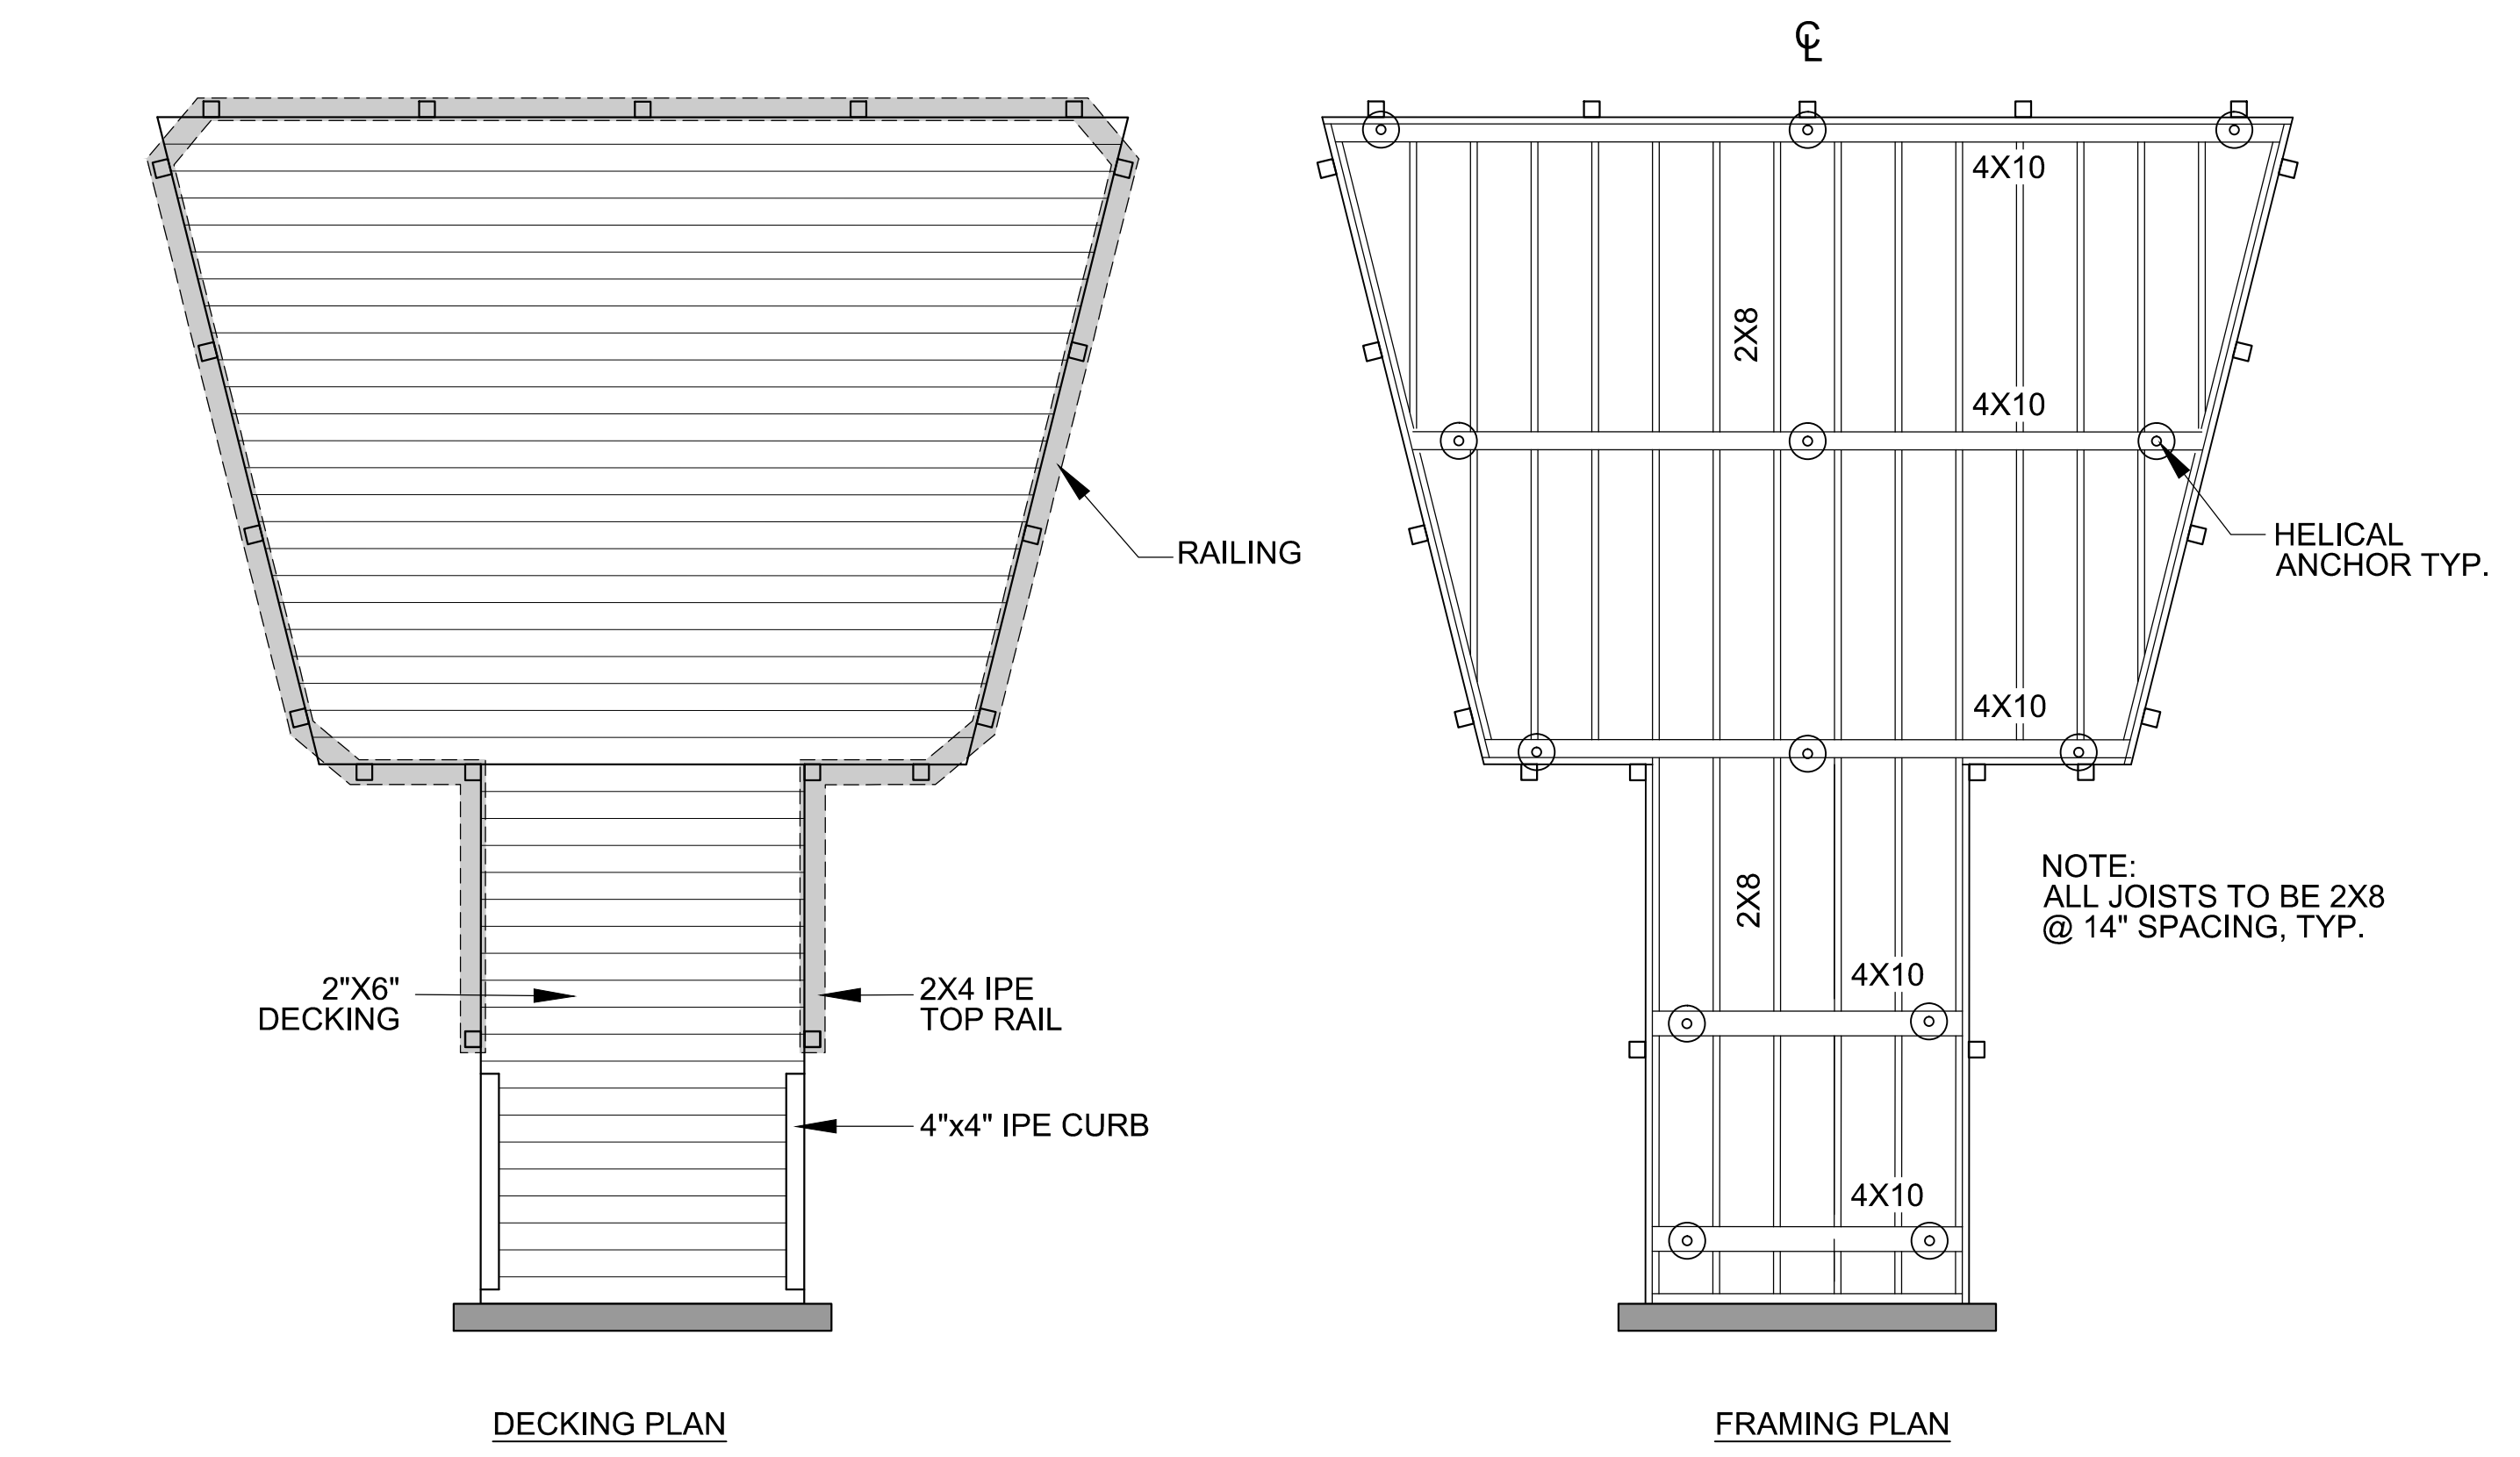 ℄
4X10
2X8
4X10
RAILING
HELICAL
ANCHOR TYP.
4X10
NOTE:
ALL JOISTS TO BE 2X8
@ 14" SPACING, TYP.
2X8
2"X6"
DECKING
2X4 IPE
TOP RAIL
4X10
4"x4" IPE CURB
4X10
DECKING PLAN
FRAMING PLAN